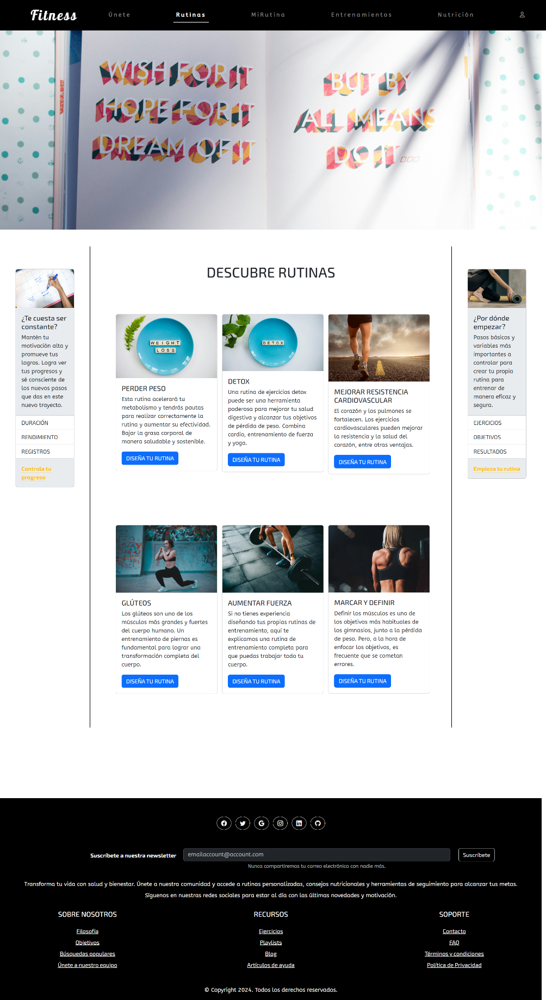 Fitness
Únete
Rutinas
MiRutina
Entrenamientos
Nutrición
WISH FOR IT
HOPE FOR IT
DREAM OF IT
BUT BY
ALL MEANS
DO IT
¿Te cuesta ser
constante?
Mantén tu
motivación alta y
promueve tus
logros. Logra ver
tus progresos y
sé consciente de
los nuevos pasos
que das en este
nuevo trayecto.
DURACIÓN
RENDIMIENTO
REGISTROS
Controla tu
progreso
DESCUBRE RUTINAS
WEIGHT
LOSS
PERDER PESO
Esta rutina acelerará tu
metabolismo y tendrás pautas
para realizar correctamente la
rutina y aumentar su efectividad.
Bajar la grasa corporal de
manera saludable y sostenible.
DISEÑA TU RUTINA
DETOX
DETOX
Una rutina de ejercicios detox
puede ser una herramienta
poderosa para mejorar tu salud
digestiva y alcanzar tus objetivos
de pérdida de peso. Combina
cardio, entrenamiento de fuerza
y yoga.
DISEÑA TU RUTINA
MEJORAR RESISTENCIA
CARDIOVASCULAR
El corazón y los pulmones se
fortalecen. Los ejercicios
cardiovasculares pueden mejorar
la resistencia y la salud del
corazón, entre otras ventajas.
DISEÑA TU RUTINA
GLÚTEOS
Los glúteos son uno de los
músculos más grandes y fuertes
del cuerpo humano. Un
entrenamiento de piernas es
fundamental para lograr una
transformación completa del
cuerpo.
DISEÑA TU RUTINA
AUMENTAR FUERZA
Si no tienes experiencia
diseñando tus propias rutinas de
entrenamiento, aquí te
explicamos una rutina de
entrenamiento completa para
que puedas trabajar todo tu
cuerpo.
DISEÑA TU RUTINA
MARCAR Y DEFINIR
Definir los músculos es uno de
los objetivos más habituales de
los gimnasios, junto a la pérdida
de peso. Pero, a la hora de
enfocar los objetivos, es
frecuente que se cometan
errores.
DISEÑA TU RUTINA
¿Por dónde
empezar?
Pasos básicos y
variables más
importantes a
controlar para
crear tu propia
rutina para
entrenar de
manera eficaz y
segura.
EJERCICIOS
OBJETIVOS
RESULTADOS
Empieza tu rutina
Suscríbete a nuestra newsletter
emailaccount@account.com
Suscríbete
Nunca compartiremos tu correo electrónico con nadie más.
Transforma tu vida con salud y bienestar. Únete a nuestra comunidad y accede a rutinas personalizadas, consejos nutricionales y herramientas de seguimiento para alcanzar tus metas.
Síguenos en nuestras redes sociales para estar al día con las últimas novedades y motivación.
SOBRE NOSOTROS
Filosofía
Objetivos
Búsquedas populares
Únete a nuestro equipo
RECURSOS
Ejercicios
Playlists
Blog
Artículos de ayuda
SOPORTE
Contacto
FAQ
Términos y condiciones
Política de Privacidad
© Copyright 2024. Todos los derechos reservados.